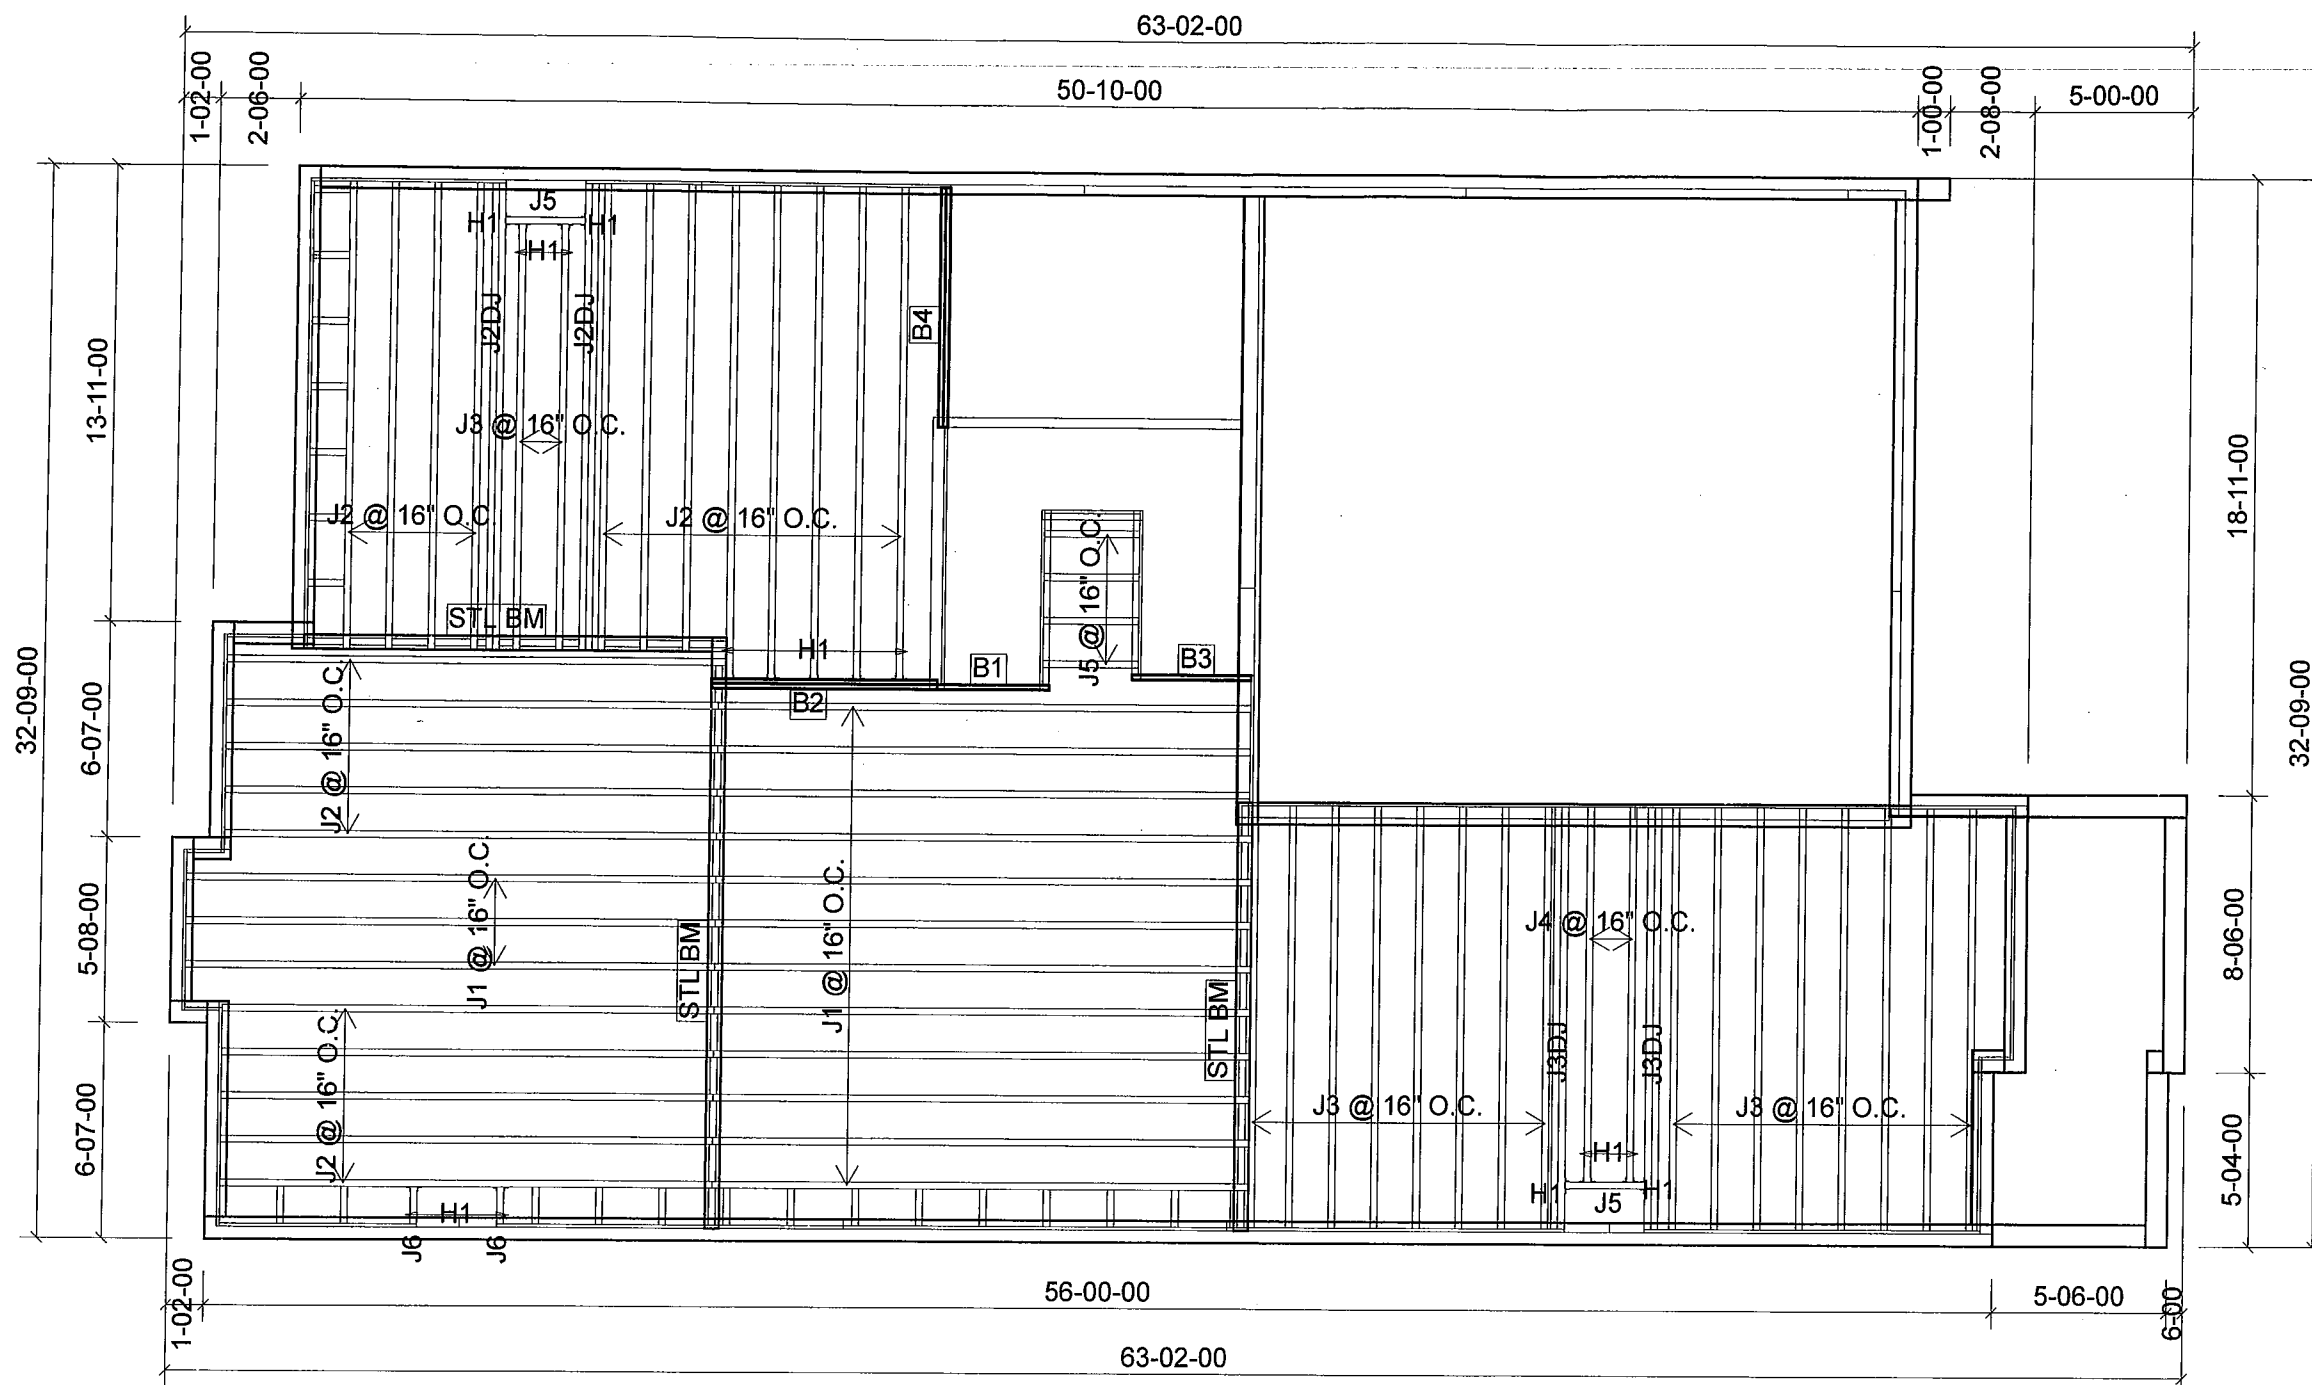 63-02-00
1-02-00
2-06-00
50-10-00
1-00-00
2-08-00
5-00-00
J5
H1
H1
H1
J2DJ
J2DJ
B4
13-11-00
J3 @ 16" O.C.
18-11-00
J2 @ 16" O.C.
J2 @ 16" O.C.
J5 @ 16" O.C.
STL BM
H1
B1
B3
B2
32-09-00
6-07-00
J2 @ 16" O.C.
32-09-00
5-08-00
J1 @ 16" O.C.
STL BM
J1 @ 16" O.C.
STL BM
J4 @ 16" O.C.
8-06-00
J3DJ
J3DJ
6-07-00
J2 @ 16" O.C.
J3 @ 16" O.C.
J3 @ 16" O.C.
5-04-00
H1
H1
H1
J5
H1
J6
J6
1-02-00
56-00-00
5-06-00
6-00
63-02-00